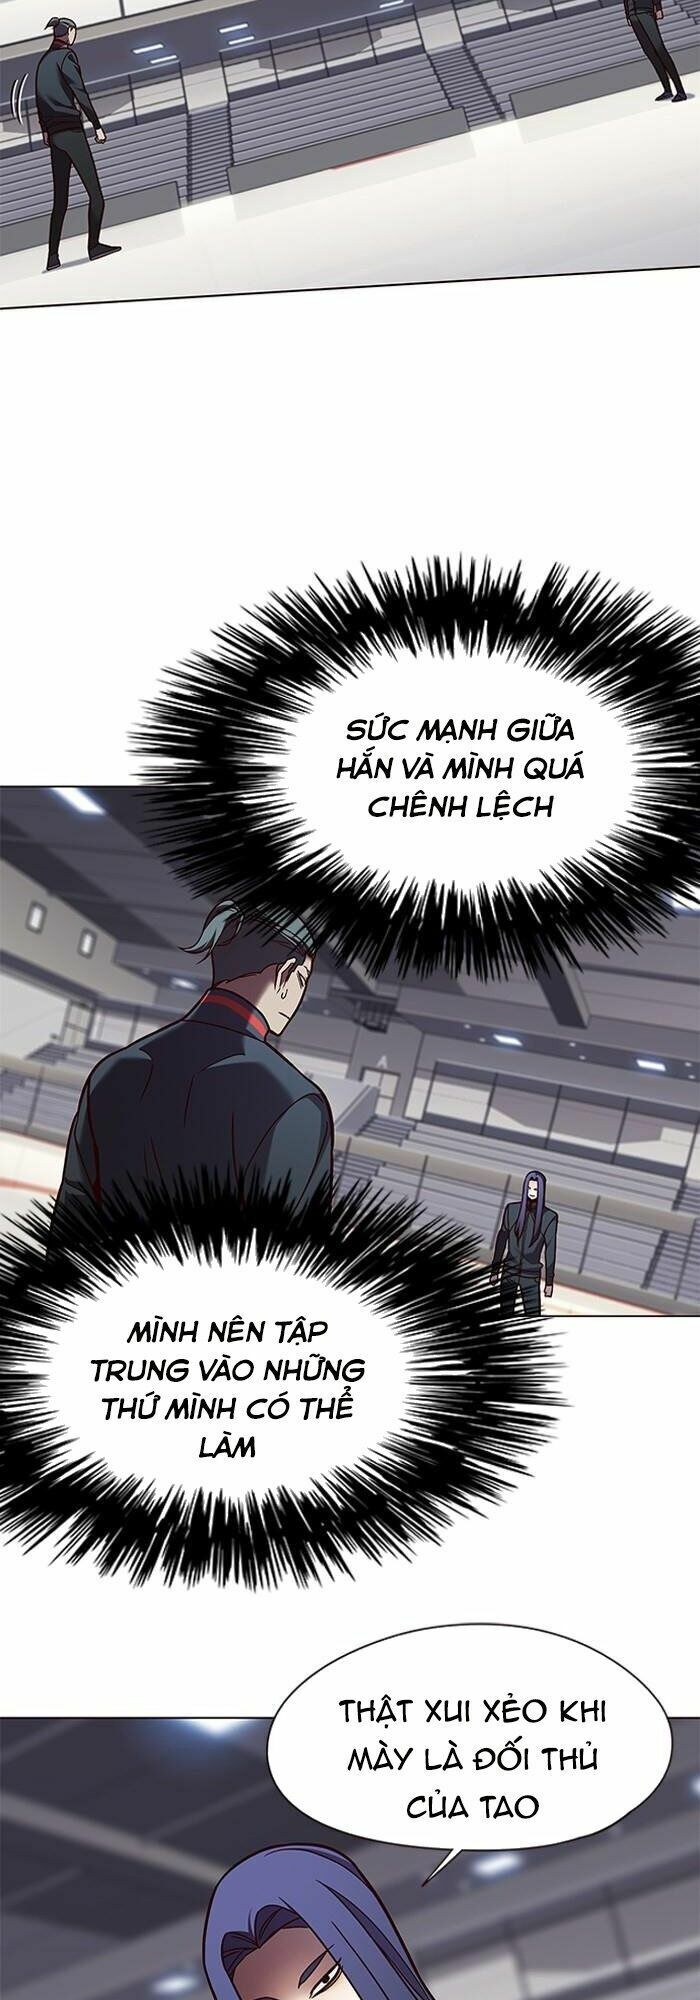 SỨC MẠNH GIỮA
HẮN VÀ MÌNH QUÁ
CHÊNH LỆCH
MÌNH NÊN TẬP
TRUNG VÀO NHỮNG
THỨ MÌNH CÓ THỂ
LÀM
THẬT XUI XẺO KHI
MÀY LÀ ĐỐI THỦ
CỦA TAO